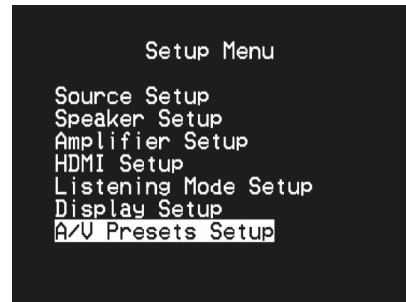 Setup Menu
Source Setup
Speaker Setup
Amplifier Setup
HDMI Setup
Listening Mode Setup
Display Setup
A/V Presets Setup